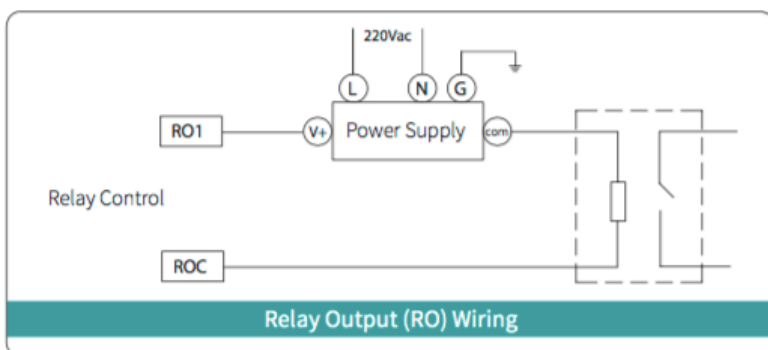 220Vac
L
N
G
RO1
V+
Power Supply
com
Relay Control
ROC
Relay Output (RO) Wiring